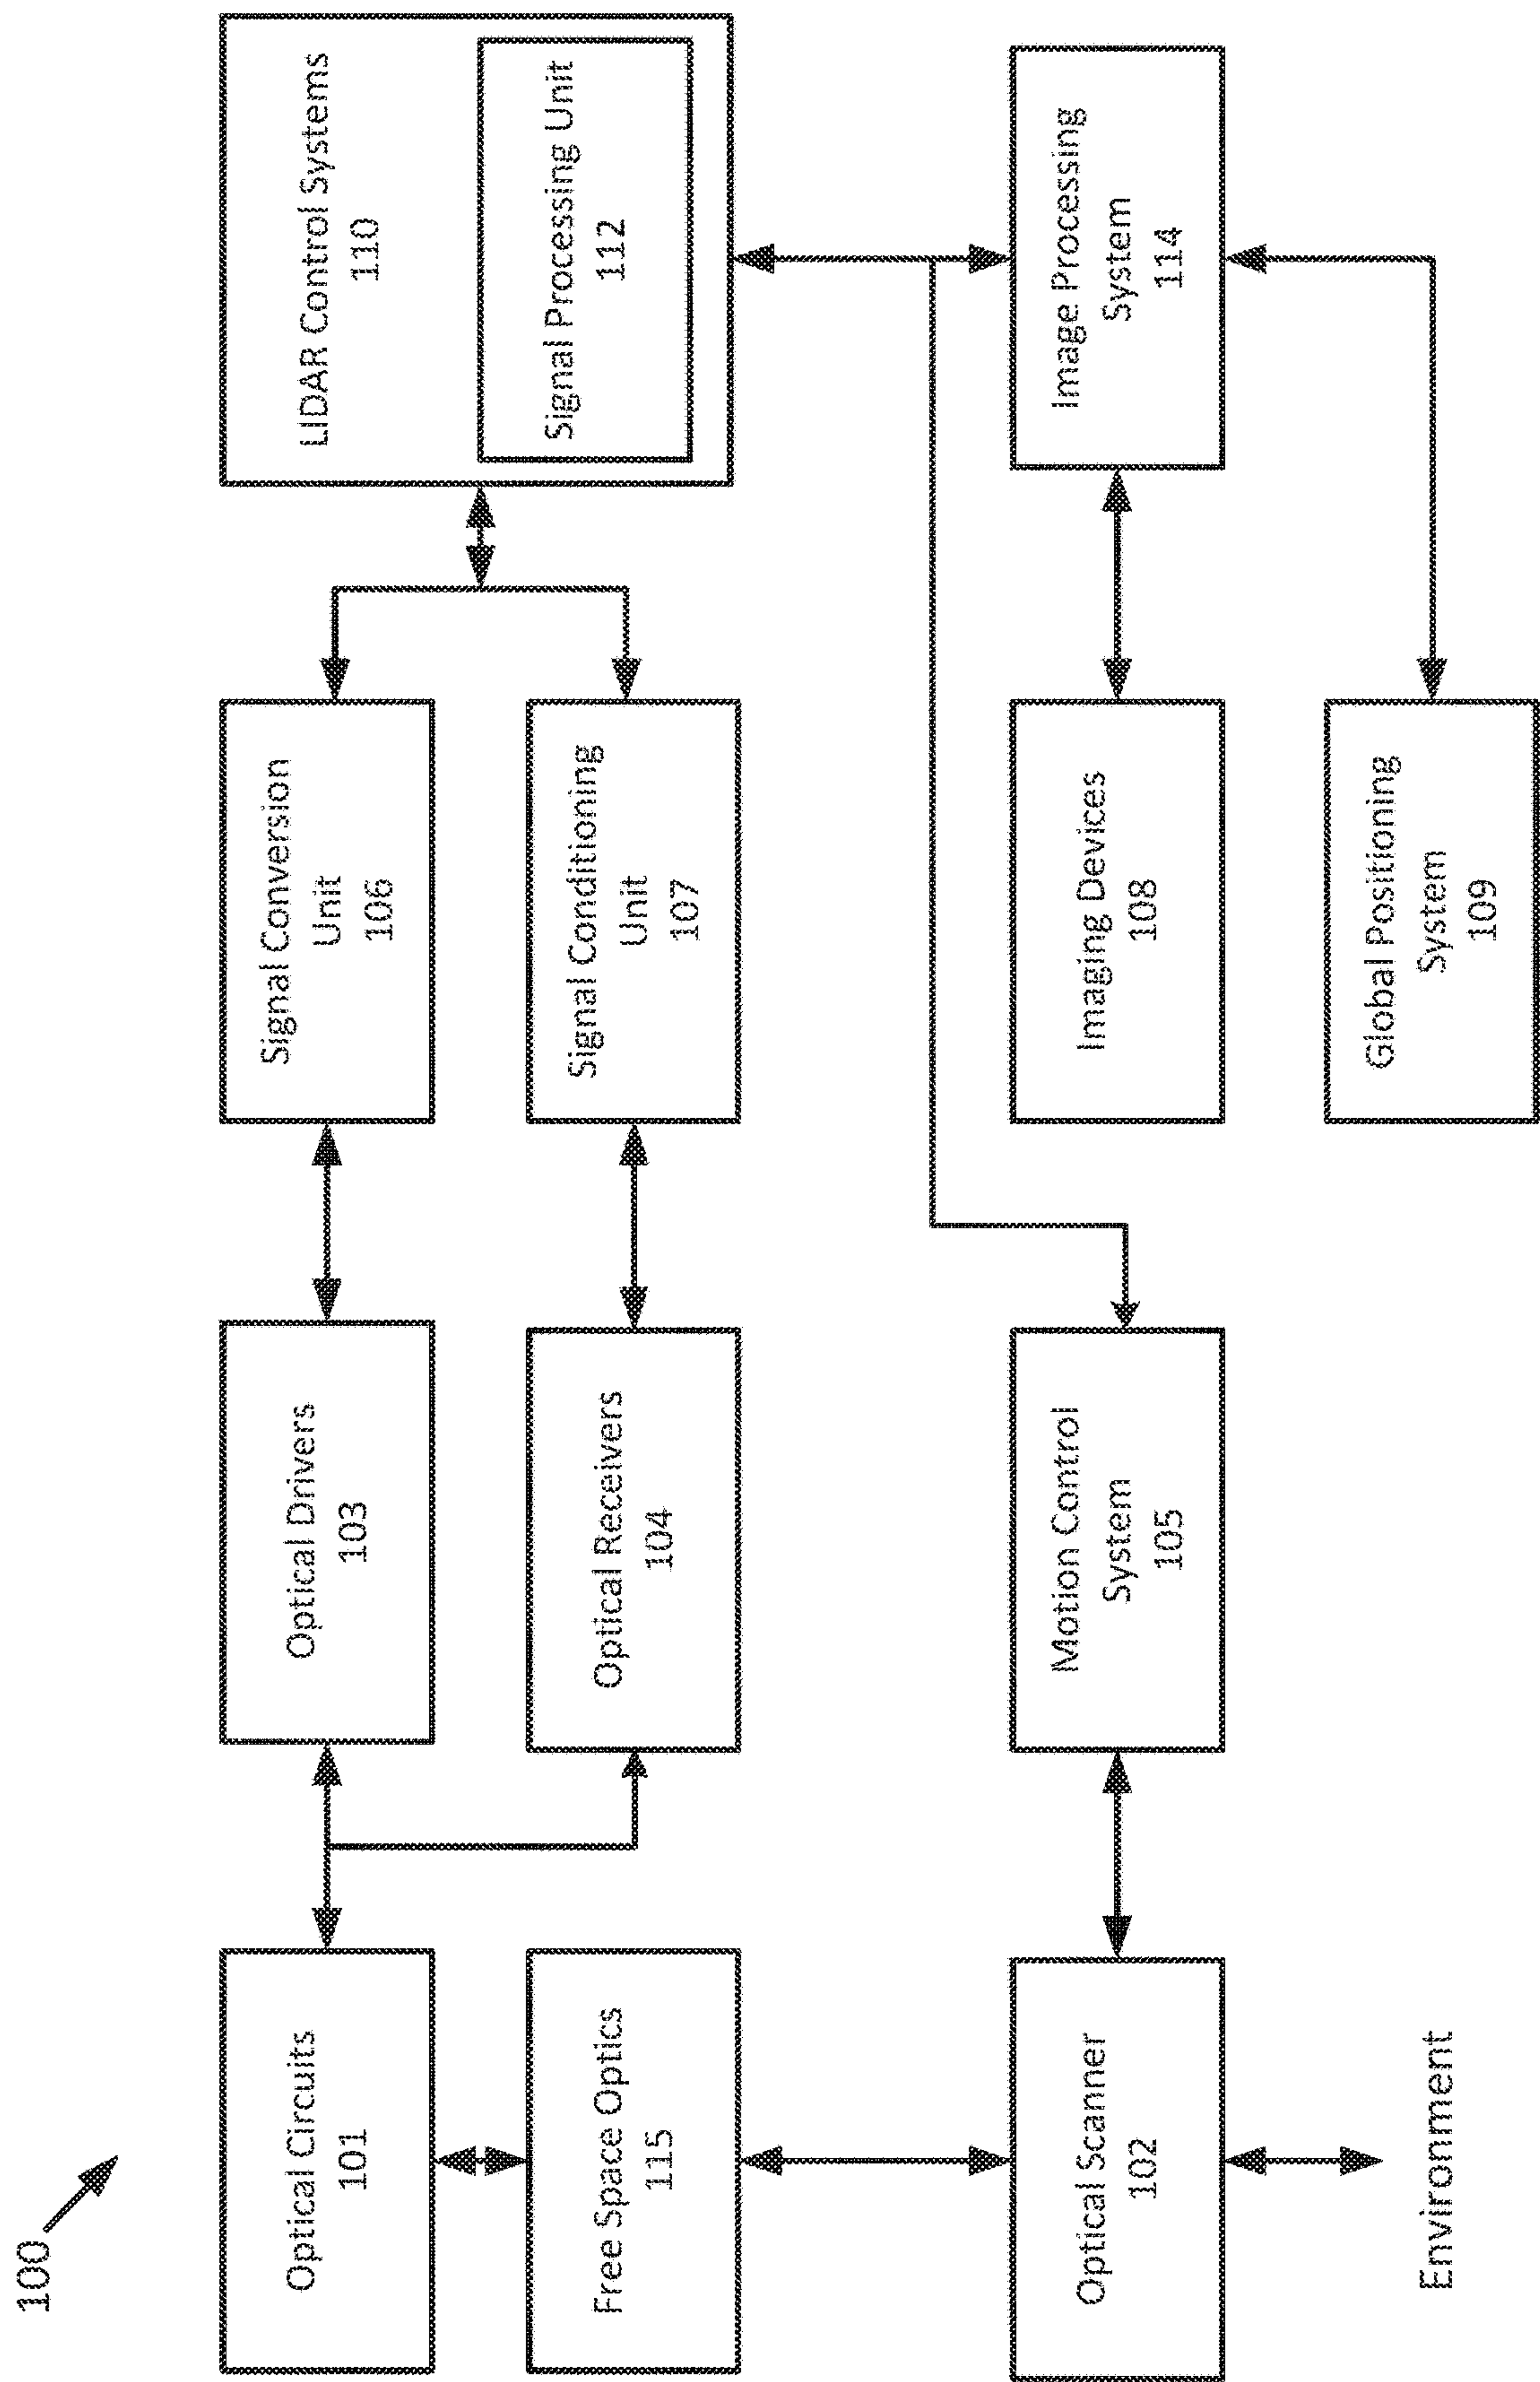 100
Optical Circuits
101
Optical Drivers
103
Signal Conversion
Unit
106
LIDAR Control Systems
110
Signal Processing Unit
112
Free Space Optics
115
Optical Receivers
104
Signal Conditioning
Unit
107
Optical Scanner
102
Motion Control
System
105
Imaging Devices
108
Image Processing
System
114
Environment
Global Positioning
System
109